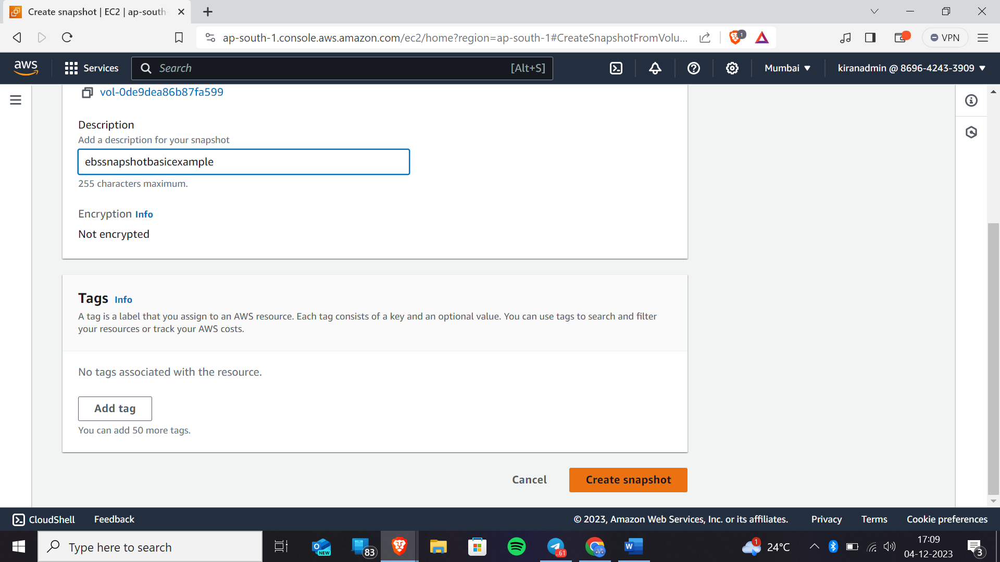 Create snapshot | EC2 | ap-south-
ap-south-1.console.aws.amazon.com/ec2/home?region=ap-south-1#CreateSnapshotFromVolu...
1
VPN
aws
Services
Search
[Alt+S]
Mumbai
kiranadmin @ 8696-4243-3909
vol-0de9dea86b87fa599
Description
Add a description for your snapshot
ebssnapshotbasicexample
255 characters maximum.
Encryption Info
Not encrypted
Tags Info
A tag is a label that you assign to an AWS resource. Each tag consists of a key and an optional value. You can use tags to search and filter
your resources or track your AWS costs.
No tags associated with the resource.
Add tag
You can add 50 more tags.
Cancel
Create snapshot
CloudShell
Feedback
© 2023, Amazon Web Services, Inc. or its affiliates.
Privacy
Terms
Cookie preferences
Type here to search
O
NEW
83
..61
W
1
24°C
17:09
04-12-2023
3